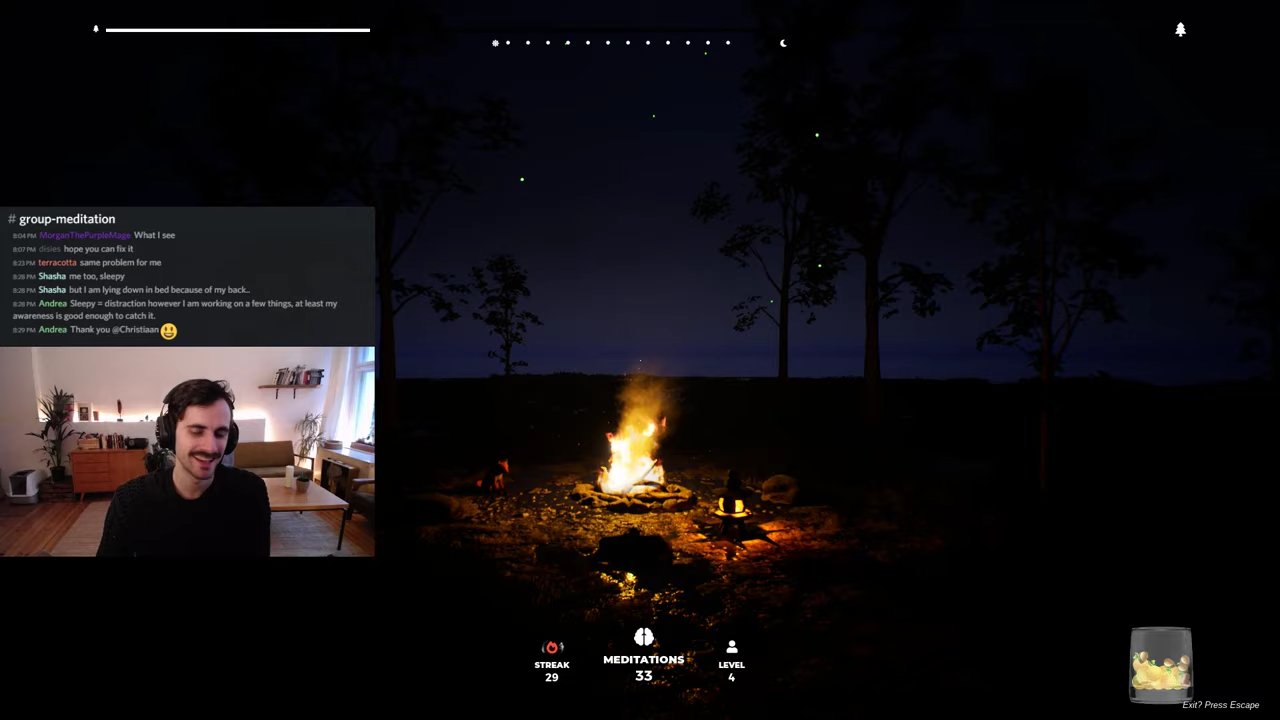 # group-meditation
8:04 PM MorganThePurpleMage What I see
8:07 PM disies hope you can fix it
8:23 PM terracotta same problem for me
8:28 PM Shasha me too, sleepy
8:28 PM Shasha but I am lying down in bed because of my back..
8:28 PM Andrea Sleepy = distraction however I am working on a few things, at least my
awareness is good enough to catch it.
8:29 PM Andrea Thank you @Christiaan
STREAK
29
MEDITATIONS
33
LEVEL
4
Exit? Press Escape